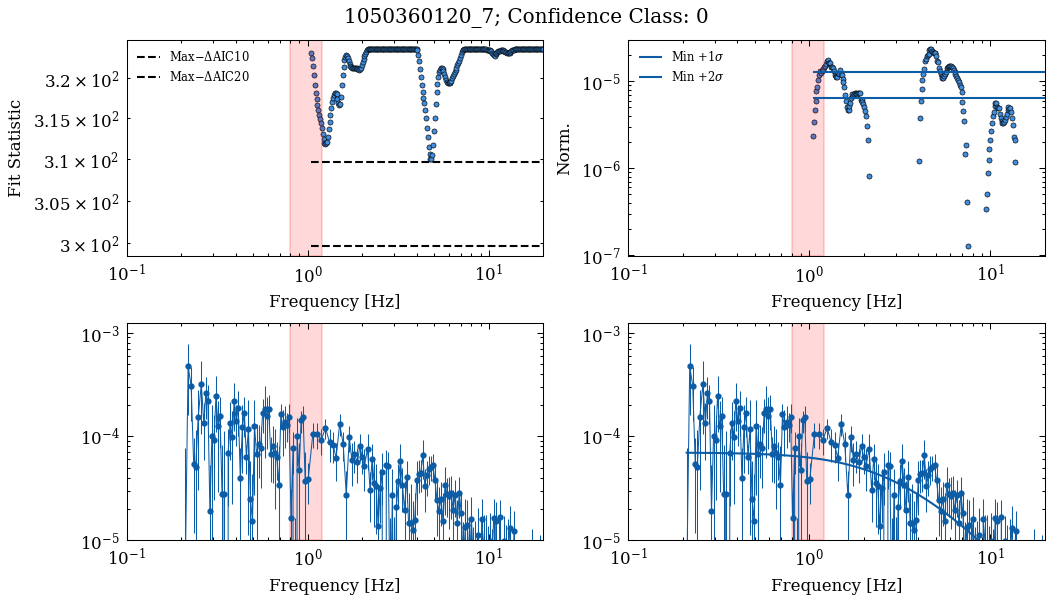 1050360120_7; Confidence Class: 0
Fit Statistic
3.2 × 10²
3.15 × 10²
3.1 × 10²
3.05 × 10²
3 × 10²
Max−ΔAIC10
Max−ΔAIC20
10⁻¹ 10⁰ 10¹
Frequency [Hz]
Norm.
10⁻⁵
10⁻⁶
10⁻⁷
Min +1σ
Min +2σ
10⁻¹ 10⁰ 10¹
Frequency [Hz]
10⁻³
10⁻⁴
10⁻⁵
10⁻¹ 10⁰ 10¹
Frequency [Hz]
10⁻³
10⁻⁴
10⁻⁵
10⁻¹ 10⁰ 10¹
Frequency [Hz]